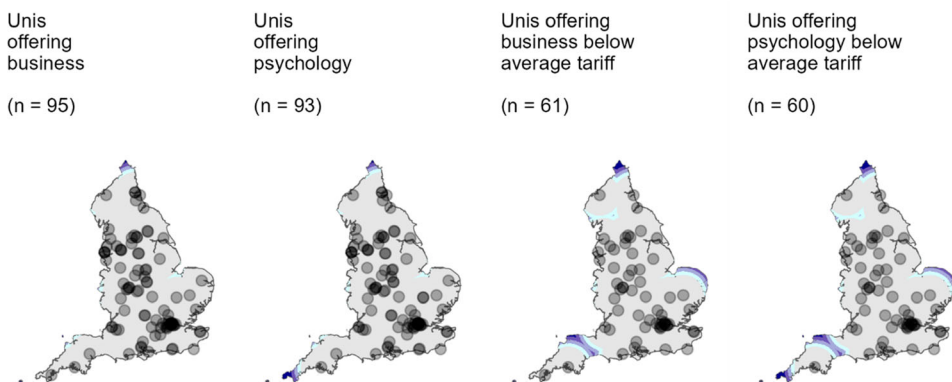 Unis
offering
business
(n = 95)
Unis
offering
psychology
(n = 93)
Unis offering
business below
average tariff
(n = 61)
Unis offering
psychology below
average tariff
(n = 60)